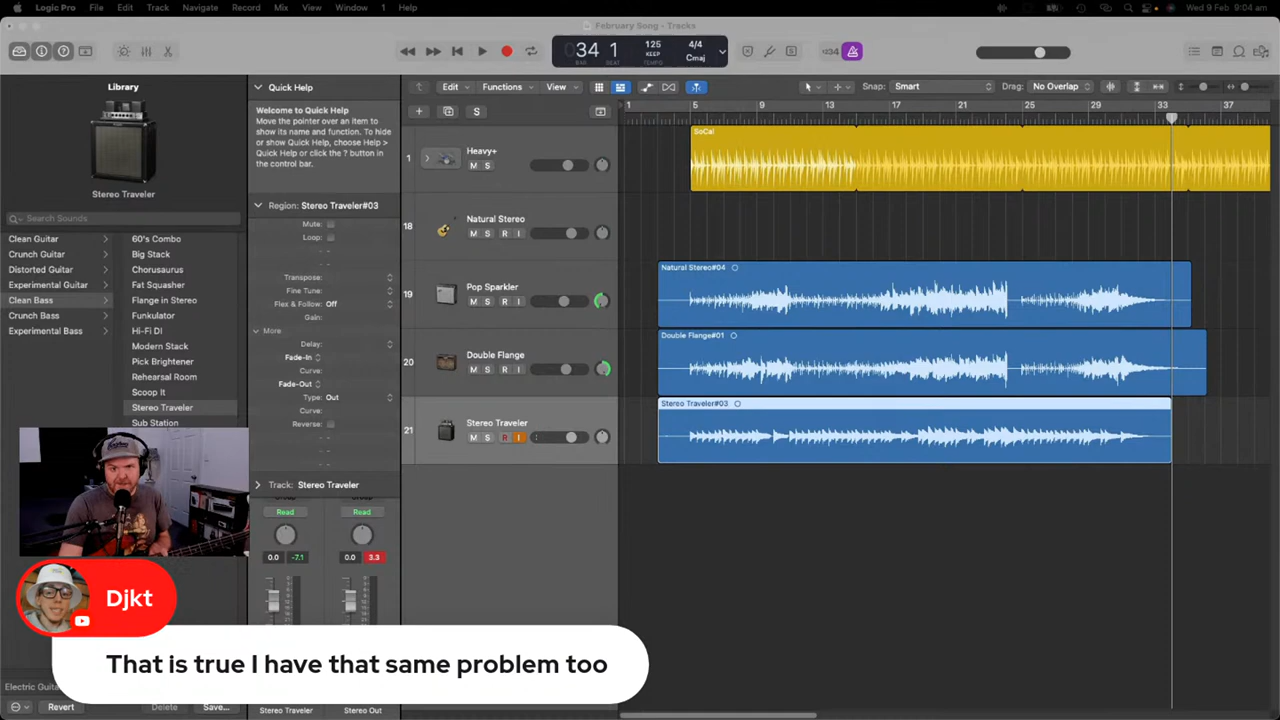 Logic Pro File Edit Track Navigate Record Mix View Window 1 Help
Wed 9 Feb 9:04 am
February Song - Tracks
34 1
BAR BEAT
125
KEEP
TEMPO
4/4
Cmaj
1234
Library
Stereo Traveler
Search Sounds
Clean Guitar
Crunch Guitar
Distorted Guitar
Experimental Guitar
Clean Bass
Crunch Bass
Experimental Bass
60's Combo
Big Stack
Chorusaurus
Fat Squasher
Flange in Stereo
Funkulator
Hi-Fi DI
Modern Stack
Pick Brightener
Rehearsal Room
Scoop It
Stereo Traveler
Sub Station
Quick Help
Welcome to Quick Help
Move the pointer over an item to
show its name and function. To hide
or show Quick Help, choose Help >
Quick Help or click the ? button in
the control bar.
Region: Stereo Traveler#03
Mute:
Loop:
Transpose:
Fine Tune:
Flex & Follow: Off
Gain:
More
Delay:
Fade-In
Curve:
Fade-Out
Type: Out
Curve:
Reverse:
Track: Stereo Traveler
Read Read
0.0 -7.1 0.0 3.3
Stereo Traveler Stereo Out
Edit Functions View
Snap: Smart
Drag: No Overlap
S
1 5 9 13 17 21 25 29 33 37
1 Heavy+
M S
SoCal
18 Natural Stereo
M S R I
19 Pop Sparkler
M S R I
Natural Stereo#04
20 Double Flange
M S R I
Double Flange#01
21 Stereo Traveler
M S R I
Stereo Traveler#03
Djkt
That is true I have that same problem too
Electric Guita
Revert Delete Save...